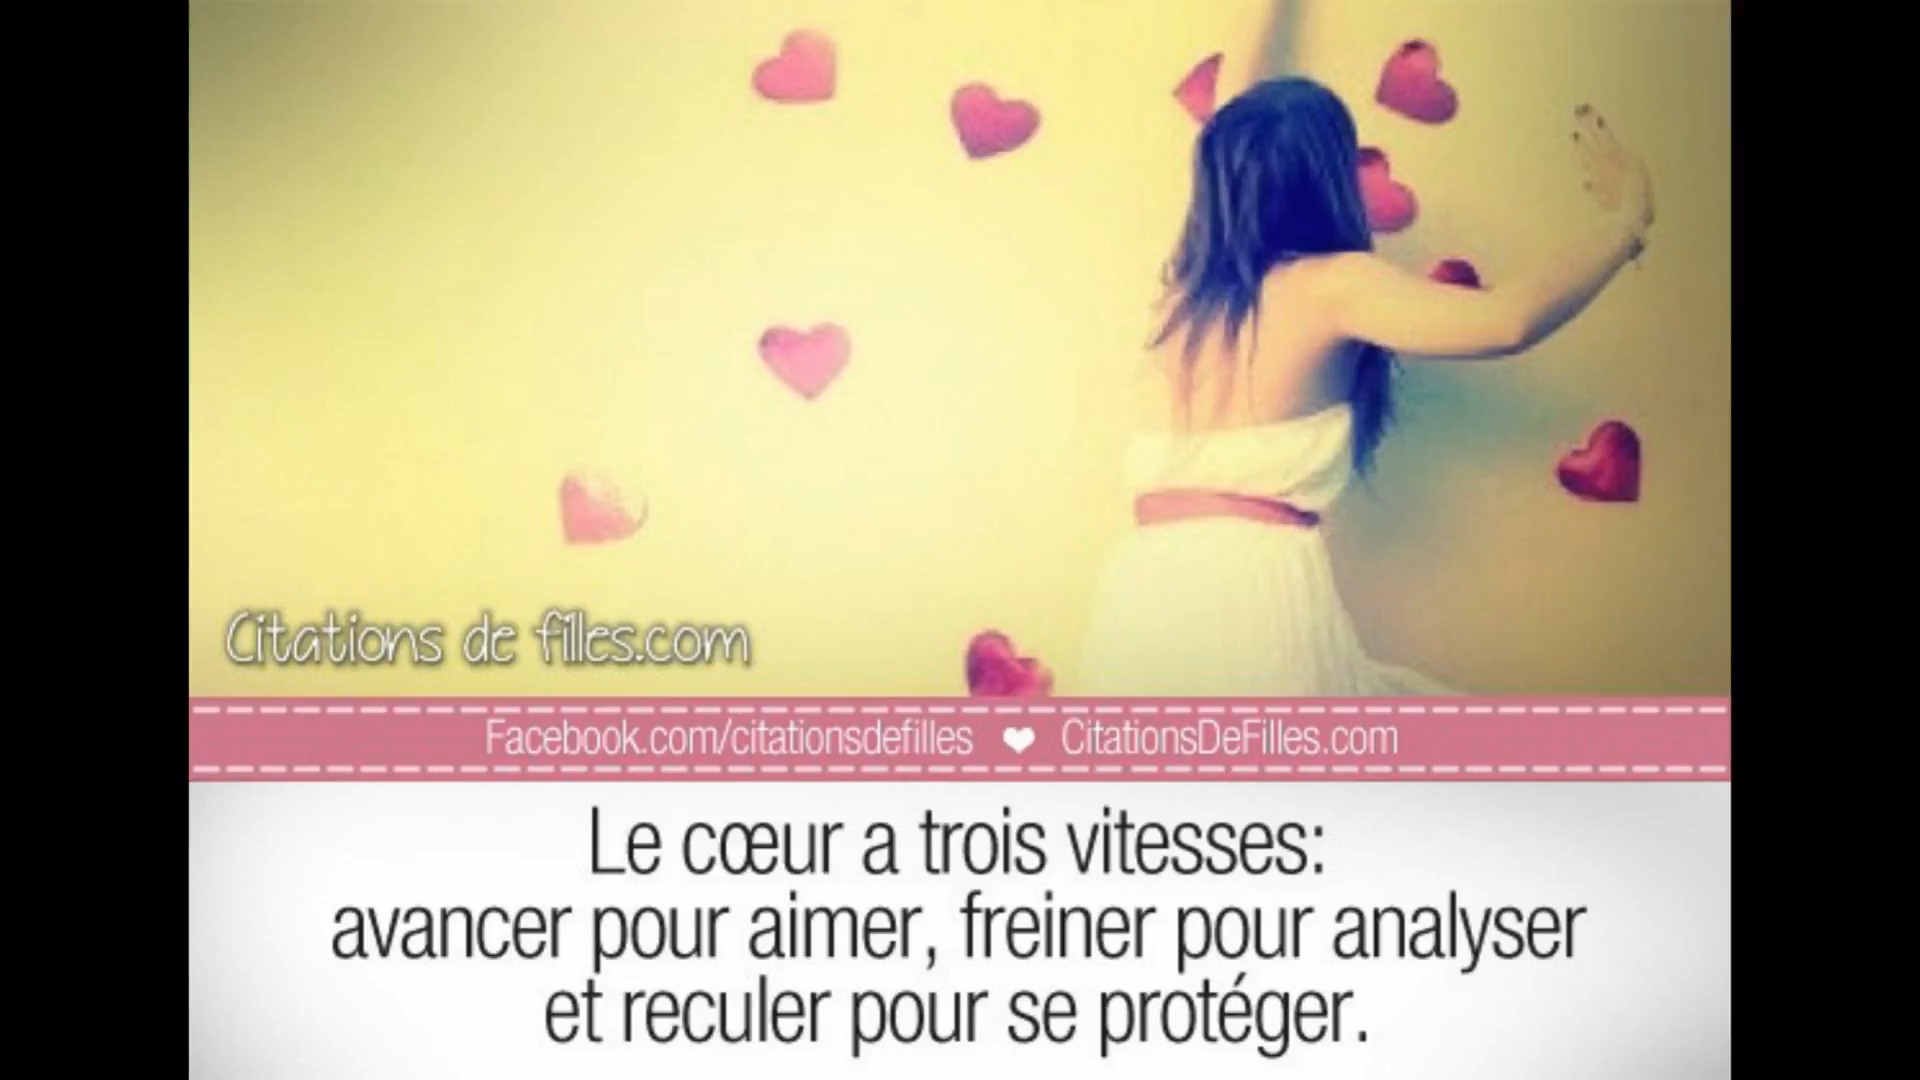 Citations de filles.com
Facebook.com/citationsdefilles ❤ CitationsDeFilles.com
Le cœur a trois vitesses:
avancer pour aimer, freiner pour analyser
et reculer pour se protéger.